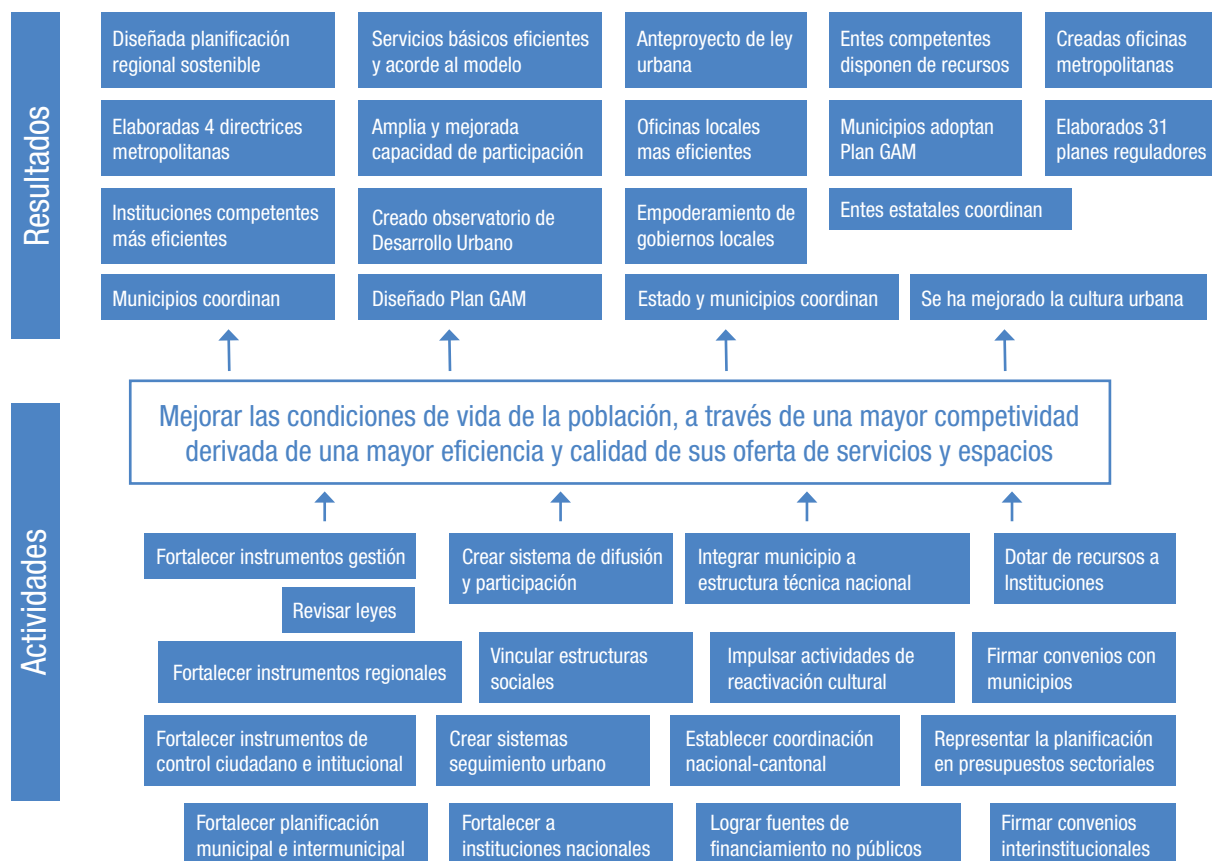 Resultados
Diseñada planificación
regional sostenible
Servicios básicos eficientes
y acorde al modelo
Anteproyecto de ley
urbana
Entes competentes
disponen de recursos
Creadas oficinas
metropolitanas
Elaboradas 4 directrices
metropolitanas
Amplia y mejorada
capacidad de participación
Oficinas locales
mas eficientes
Municipios adoptan
Plan GAM
Elaborados 31
planes reguladores
Instituciones competentes
más eficientes
Creado observatorio de
Desarrollo Urbano
Empoderamiento de
gobiernos locales
Entes estatales coordinan
Municipios coordinan
Diseñado Plan GAM
Estado y municipios coordinan
Se ha mejorado la cultura urbana
Mejorar las condiciones de vida de la población, a través de una mayor competividad
derivada de una mayor eficiencia y calidad de sus oferta de servicios y espacios
Actividades
Fortalecer instrumentos gestión
Crear sistema de difusión
y participación
Integrar municipio a
estructura técnica nacional
Dotar de recursos a
Instituciones
Revisar leyes
Fortalecer instrumentos regionales
Vincular estructuras
sociales
Impulsar actividades de
reactivación cultural
Firmar convenios con
municipios
Fortalecer instrumentos de
control ciudadano e intitucional
Crear sistemas
seguimiento urbano
Establecer coordinación
nacional-cantonal
Representar la planificación
en presupuestos sectoriales
Fortalecer planificación
municipal e intermunicipal
Fortalecer a
instituciones nacionales
Lograr fuentes de
financiamiento no públicos
Firmar convenios
interinstitucionales